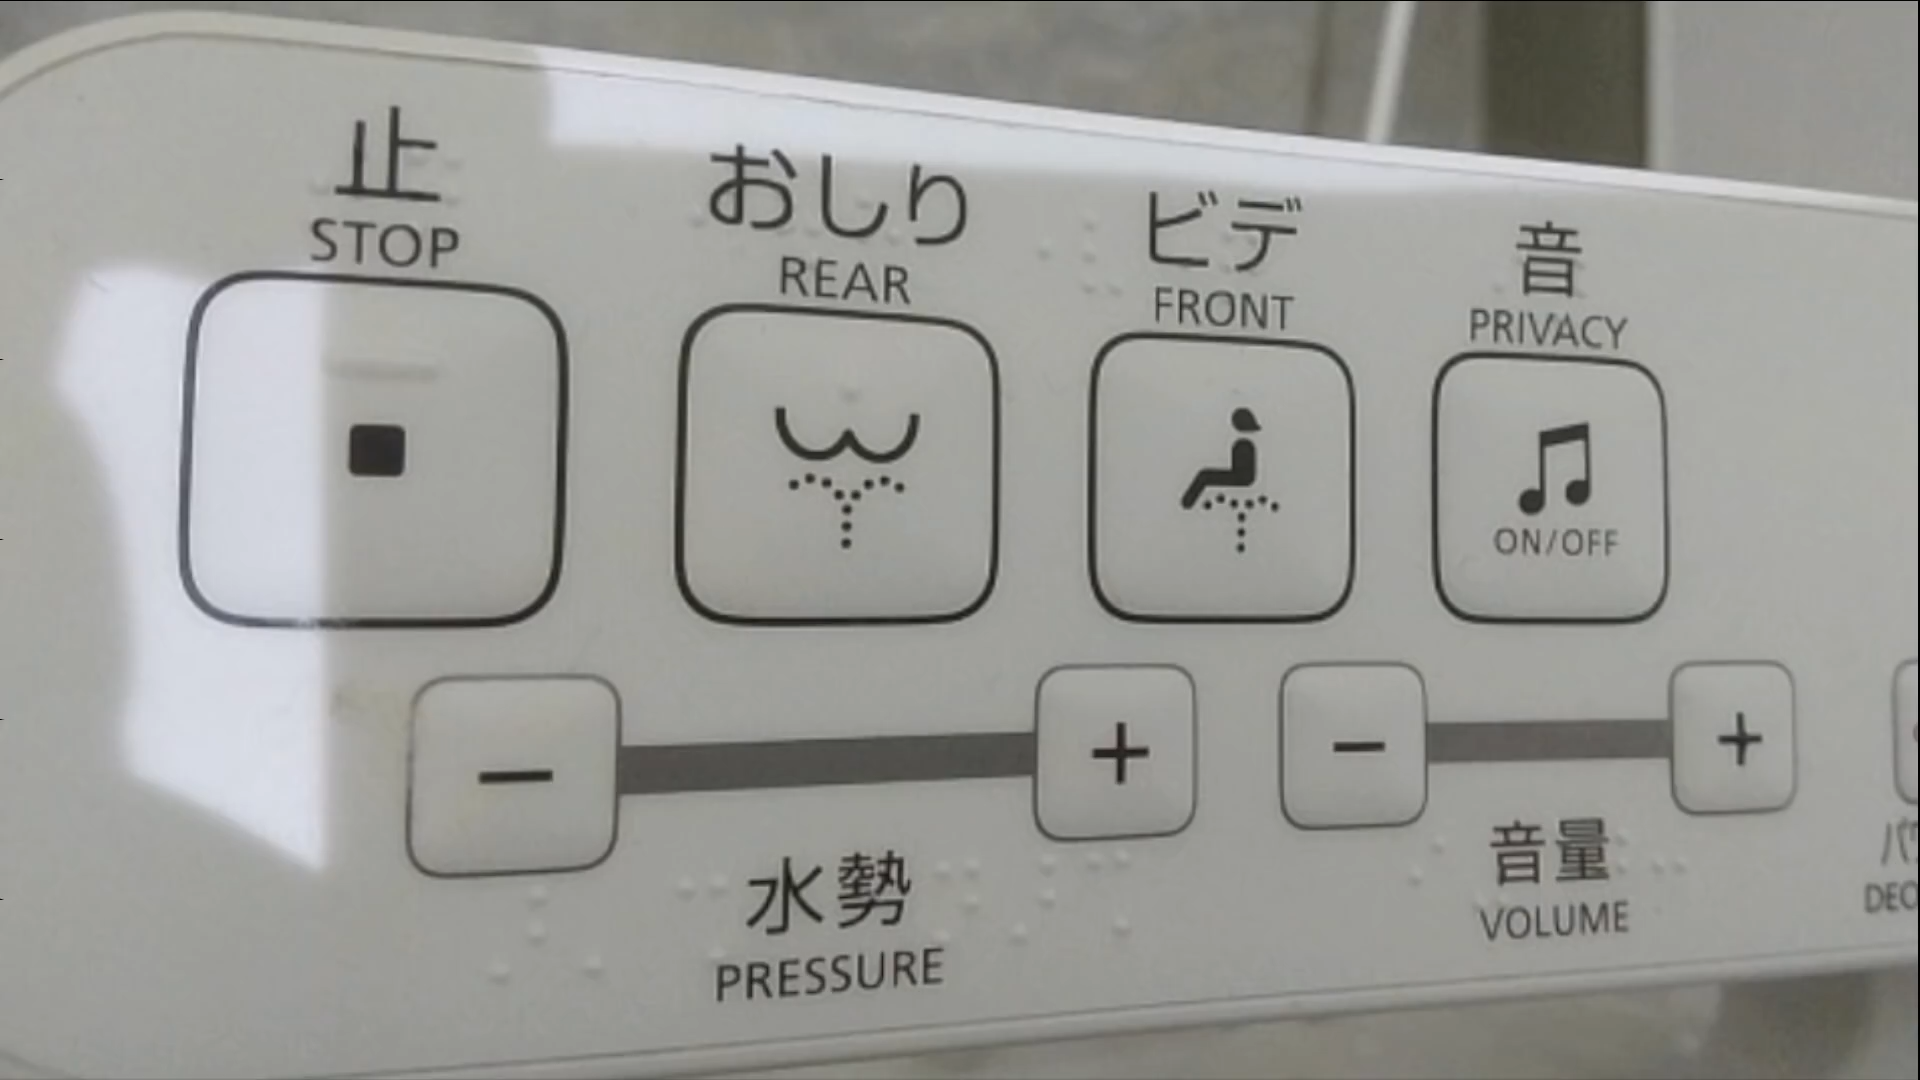 止
STOP
おしり
REAR
ビデ
FRONT
音
PRIVACY
ON/OFF
− +
水勢
PRESSURE
− +
音量
VOLUME